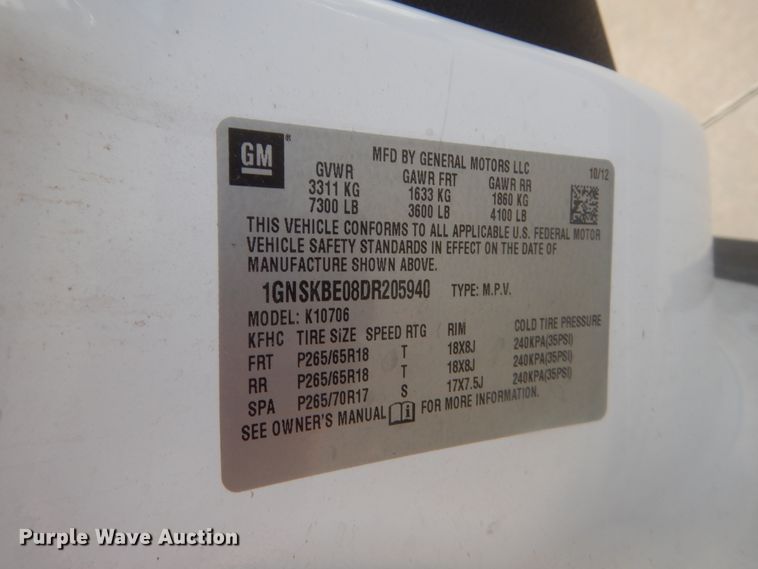 GM ®
MFD BY GENERAL MOTORS LLC
10/12
GVWR GAWR FRT GAWR RR
3311 KG 1633 KG 1860 KG
7300 LB 3600 LB 4100 LB
THIS VEHICLE CONFORMS TO ALL APPLICABLE U.S. FEDERAL MOTOR
VEHICLE SAFETY STANDARDS IN EFFECT ON THE DATE OF
MANUFACTURE SHOWN ABOVE.
1GNSKBE08DR205940 TYPE: M.P.V.
MODEL: K10706
KFHC TIRE SIZE SPEED RTG RIM COLD TIRE PRESSURE
FRT P265/65R18 T 18X8J 240KPA(35PSI)
RR P265/65R18 T 18X8J 240KPA(35PSI)
SPA P265/70R17 S 17X7.5J 240KPA(35PSI)
SEE OWNER'S MANUAL i FOR MORE INFORMATION.
Purple Wave Auction